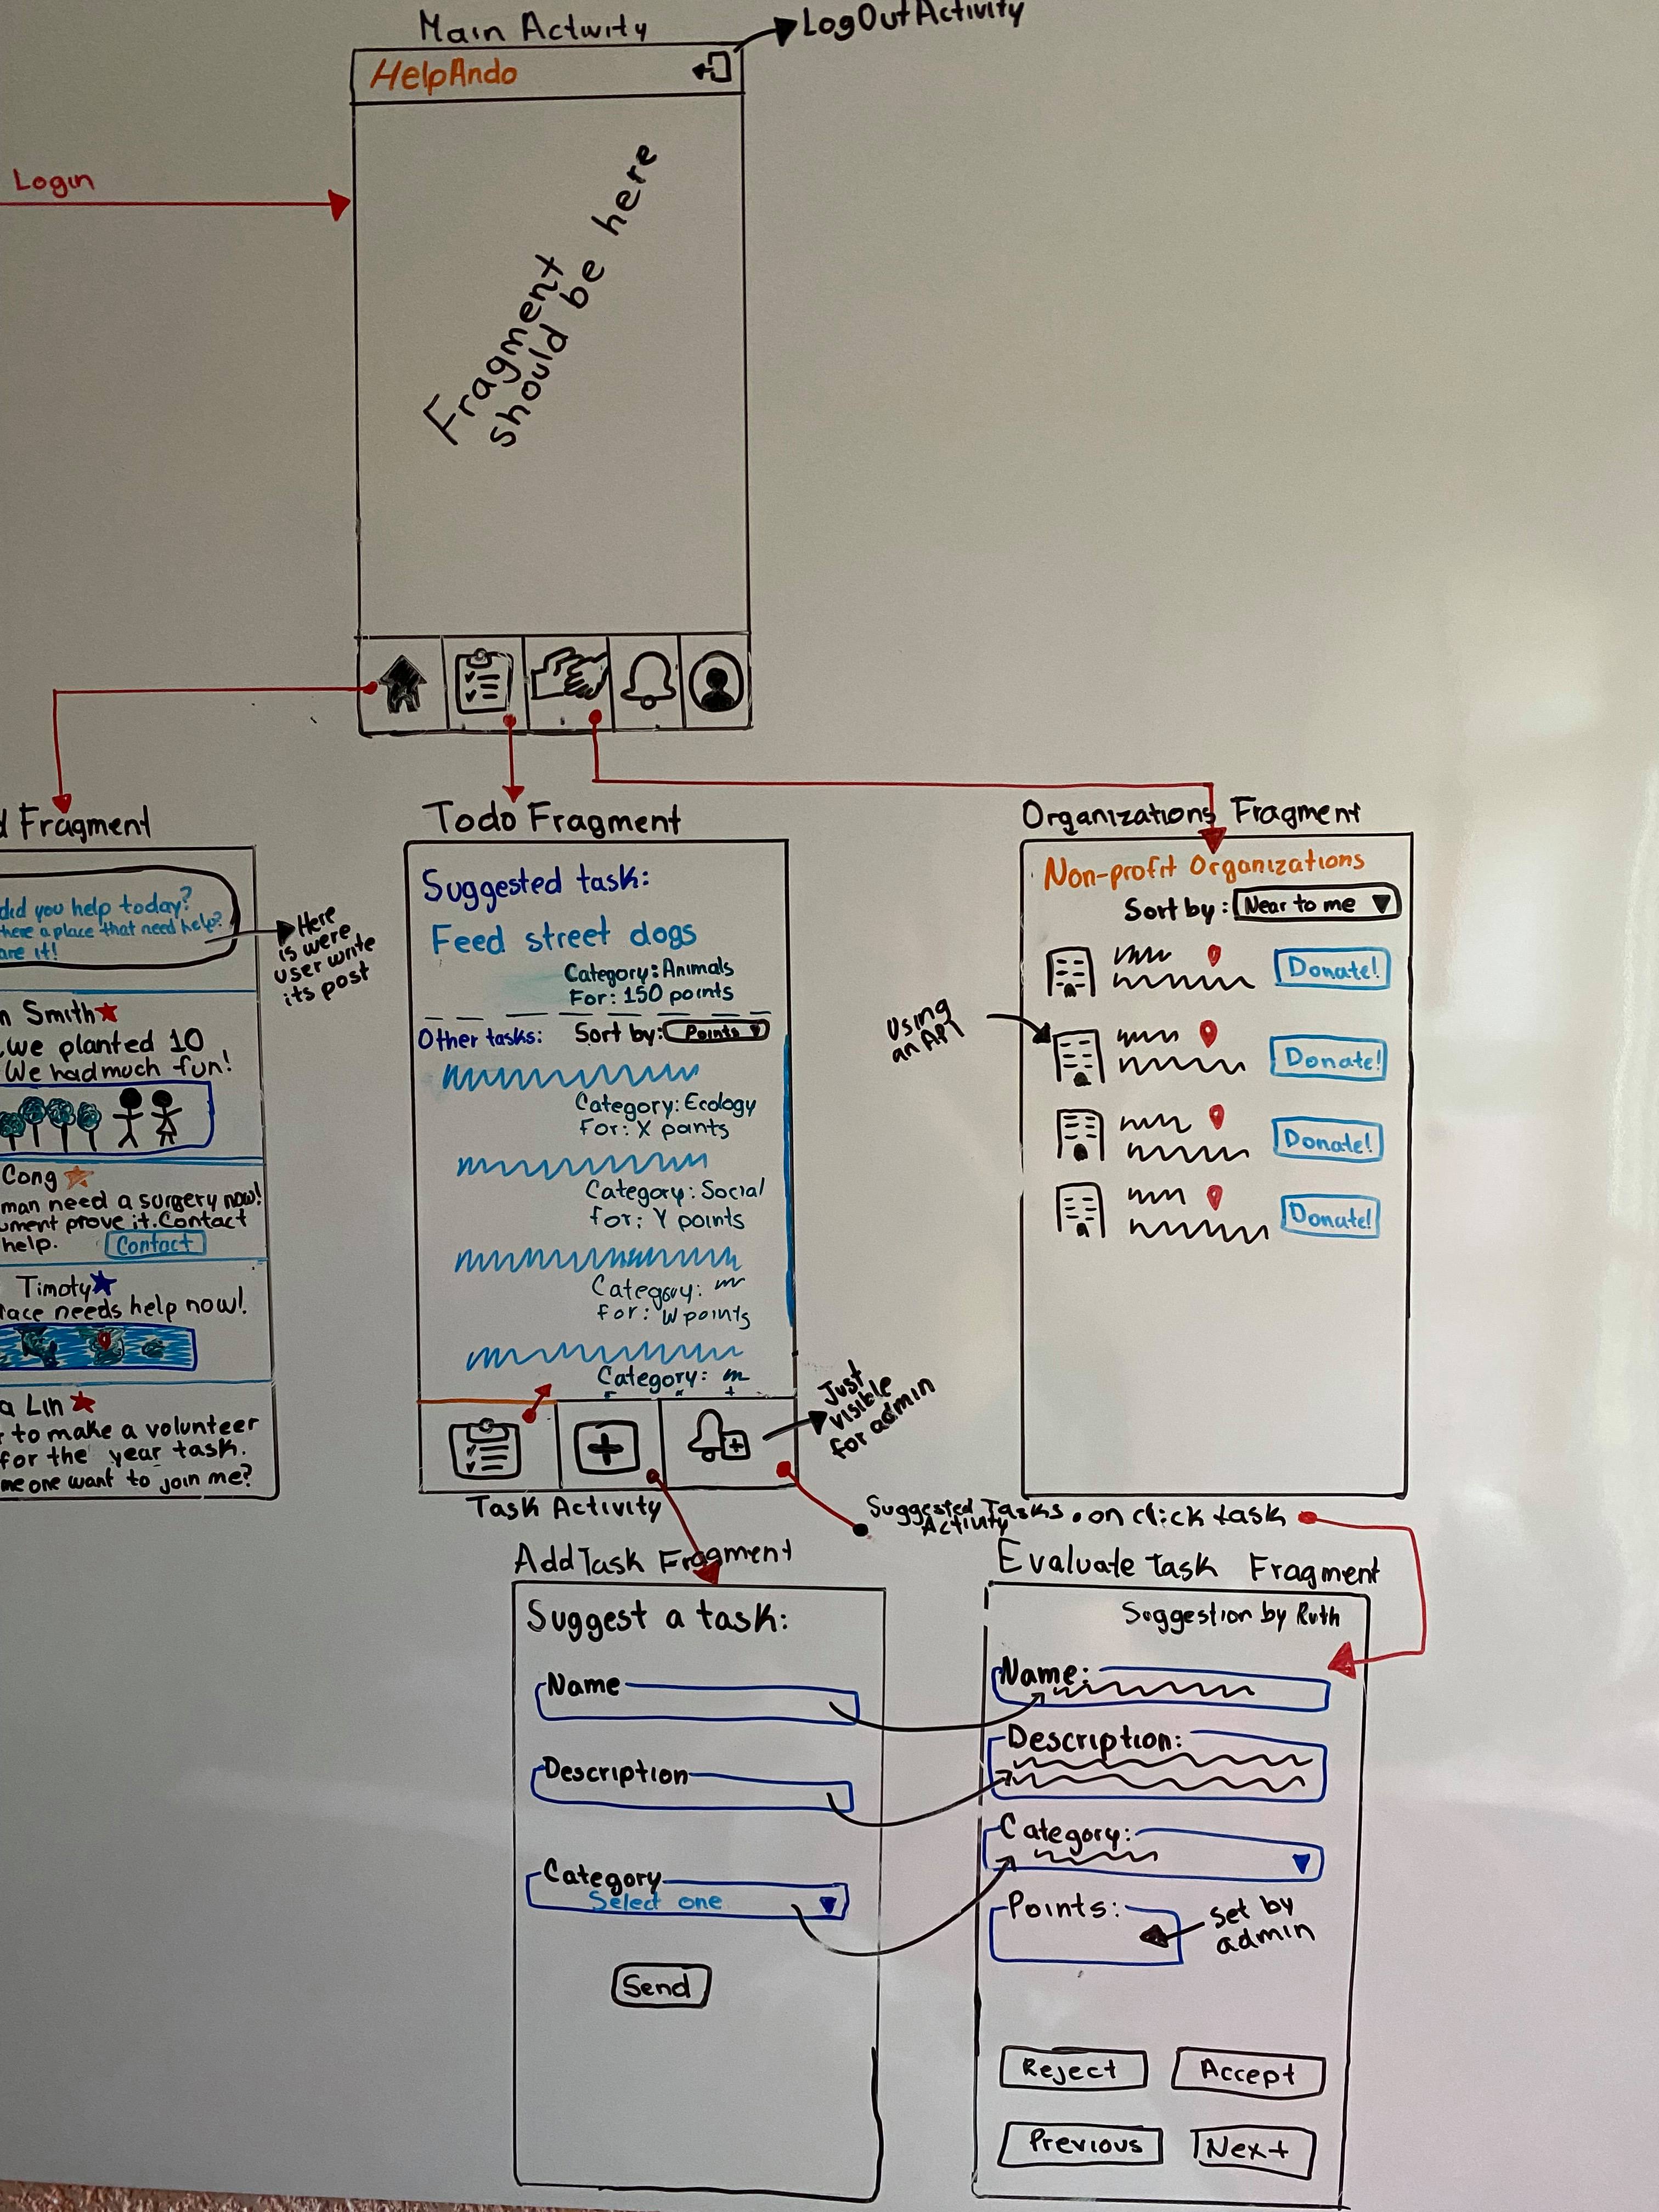 Main Activity
LogOutActivity
HelpAndo
Login
Fragment
should be here
Fragment
did you help today?
here a place that need help?
are it!
Here
is were
user write
its post
n Smith
we planted 10
We had much fun!
Cong
man need a surgery now!
ument prove it. Contact
help.
Contact
Timoty
lace needs help now!
a Lin
to make a volunteer
for the year task.
meone want to join me?
Todo Fragment
Suggested task:
Feed street dogs
Category: Animals
For: 150 points
Other tasks:
Sort by:
Points
Category: Ecology
For: X points
Category: Social
for: Y points
Category:
for: W points
Category:
Just
visible
for admin
Task Activity
Organizations Fragment
Non-profit Organizations
Sort by:
Near to me
Donate!
Donate!
Donate!
Donate!
Using
an API
Suggested Tasks
Activity
on click task
AddTask Fragment
Suggest a task:
Name
Description
Category
Select one
Send
Evaluate task Fragment
Suggestion by Ruth
Name:
Description:
Category:
Points:
set by
admin
Reject
Accept
Previous
Next